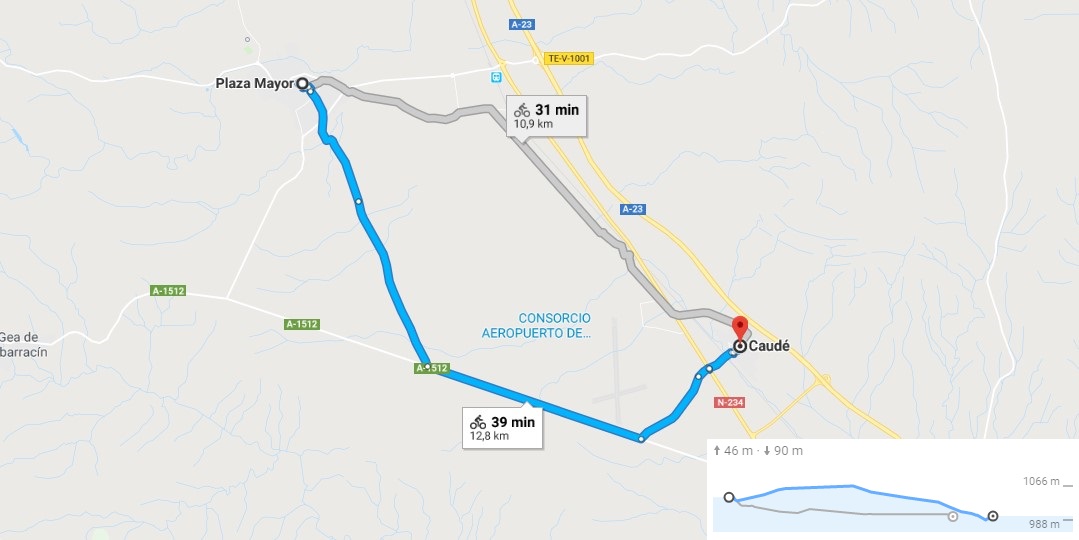 A-23
TE-V-1001
Plaza Mayor
31 min
10,9 km
A-23
A-1512
A-1512
CONSORCIO
AEROPUERTO DE...
Gea de
barracín
Caudé
A-1512
N-234
39 min
12,8 km
46 m · 90 m
1066 m
988 m